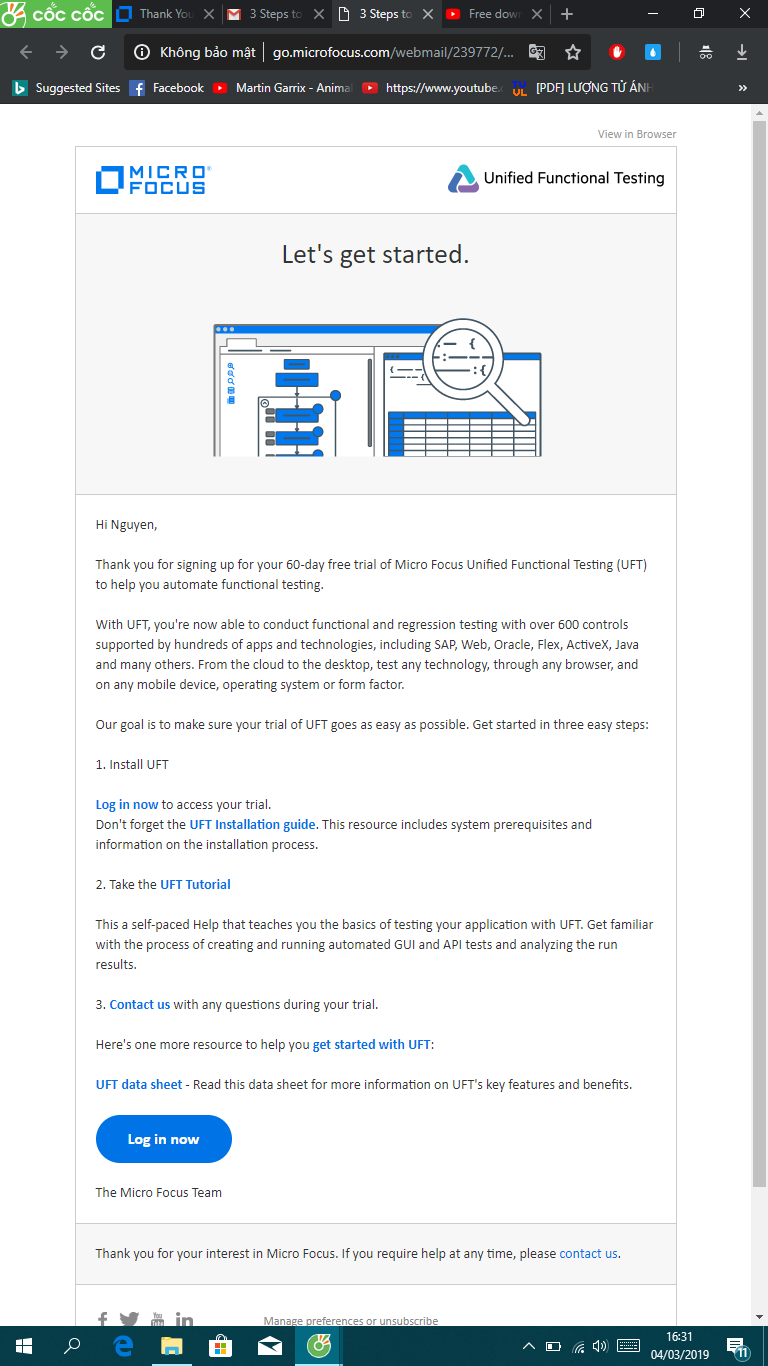 cốc cốc
Thank You
3 Steps to
3 Steps to
Free down
Không bảo mật
go.microfocus.com/webmail/239772/...
Suggested Sites
Facebook
Martin Garrix - Animal
https://www.youtube.c
[PDF] LƯỢNG TỬ ÁNH
»
View in Browser
MICRO
FOCUS
Unified Functional Testing
Let's get started.
Hi Nguyen,
Thank you for signing up for your 60-day free trial of Micro Focus Unified Functional Testing (UFT)
to help you automate functional testing.
With UFT, you're now able to conduct functional and regression testing with over 600 controls
supported by hundreds of apps and technologies, including SAP, Web, Oracle, Flex, ActiveX, Java
and many others. From the cloud to the desktop, test any technology, through any browser, and
on any mobile device, operating system or form factor.
Our goal is to make sure your trial of UFT goes as easy as possible. Get started in three easy steps:
1. Install UFT
Log in now to access your trial.
Don't forget the UFT Installation guide. This resource includes system prerequisites and
information on the installation process.
2. Take the UFT Tutorial
This a self-paced Help that teaches you the basics of testing your application with UFT. Get familiar
with the process of creating and running automated GUI and API tests and analyzing the run
results.
3. Contact us with any questions during your trial.
Here's one more resource to help you get started with UFT:
UFT data sheet - Read this data sheet for more information on UFT's key features and benefits.
Log in now
The Micro Focus Team
Thank you for your interest in Micro Focus. If you require help at any time, please contact us.
Manage preferences or unsubscribe
16:31
04/03/2019
11